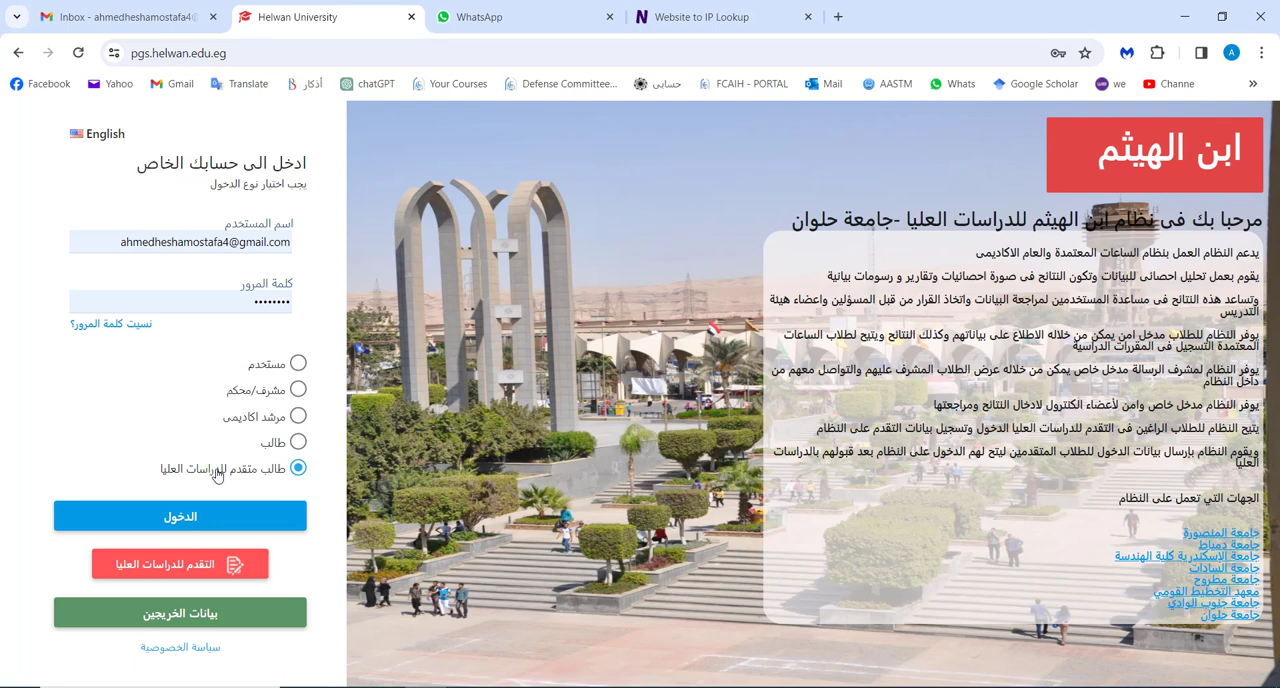 Inbox - ahmedheshamostafa4@
Helwan University
WhatsApp
Website to IP Lookup
pgs.helwan.edu.eg
A
Facebook
Yahoo
Gmail
Translate
أذكار
chatGPT
Your Courses
Defense Committee...
حسابى
FCAIH - PORTAL
Mail
AASTM
Whats
Google Scholar
we
Channe
English
ادخل الى حسابك الخاص
يجب اختيار نوع الدخول
اسم المستخدم
ahmedheshamostafa4@gmail.com
كلمة المرور
••••••••
نسيت كلمة المرور؟
مستخدم
مشرف/محكم
مرشد اكاديمى
طالب
طالب متقدم للدراسات العليا
الدخول
التقدم للدراسات العليا
بيانات الخريجين
سياسة الخصوصية
ابن الهيثم
مرحبا بك فى نظام ابن الهيثم للدراسات العليا -جامعة حلوان
يدعم النظام العمل بنظام الساعات المعتمدة والعام الاكاديمى
يقوم بعمل تحليل احصائى للبيانات وتكون النتائج فى صورة احصائيات وتقارير و رسومات بيانية
وتساعد هذه النتائج فى مساعدة المستخدمين لمراجعة البيانات واتخاذ القرار من قبل المسؤلين واعضاء هيئة
التدريس
يوفر النظام للطلاب مدخل امن يمكن من خلاله الاطلاع على بياناتهم وكذلك النتائج ويتيح لطلاب الساعات
المعتمدة التسجيل فى المقررات الدراسية
يوفر النظام لمشرف الرسالة مدخل خاص يمكن من خلاله عرض الطلاب المشرف عليهم والتواصل معهم من
داخل النظام
يوفر النظام مدخل خاص وامن لأعضاء الكنترول لادخال النتائج ومراجعتها
يتيح النظام للطلاب الراغبين فى التقدم للدراسات العليا الدخول وتسجيل بيانات التقدم على النظام
ويقوم النظام بإرسال بيانات الدخول للطلاب المتقدمين ليتح لهم الدخول على النظام بعد قبولهم بالدراسات
العليا
الجهات التي تعمل على النظام
جامعة المنصورة
جامعة دمياط
جامعة الإسكندرية كلية الهندسة
جامعة السادات
جامعة مطروح
معهد التخطيط القومي
جامعة جنوب الوادي
جامعة حلوان